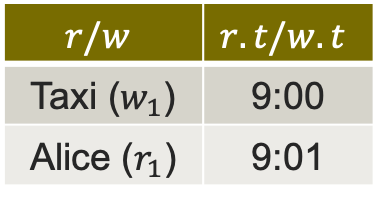 r/w r.t/w.t
Taxi (w₁) 9:00
Alice (r₁) 9:01